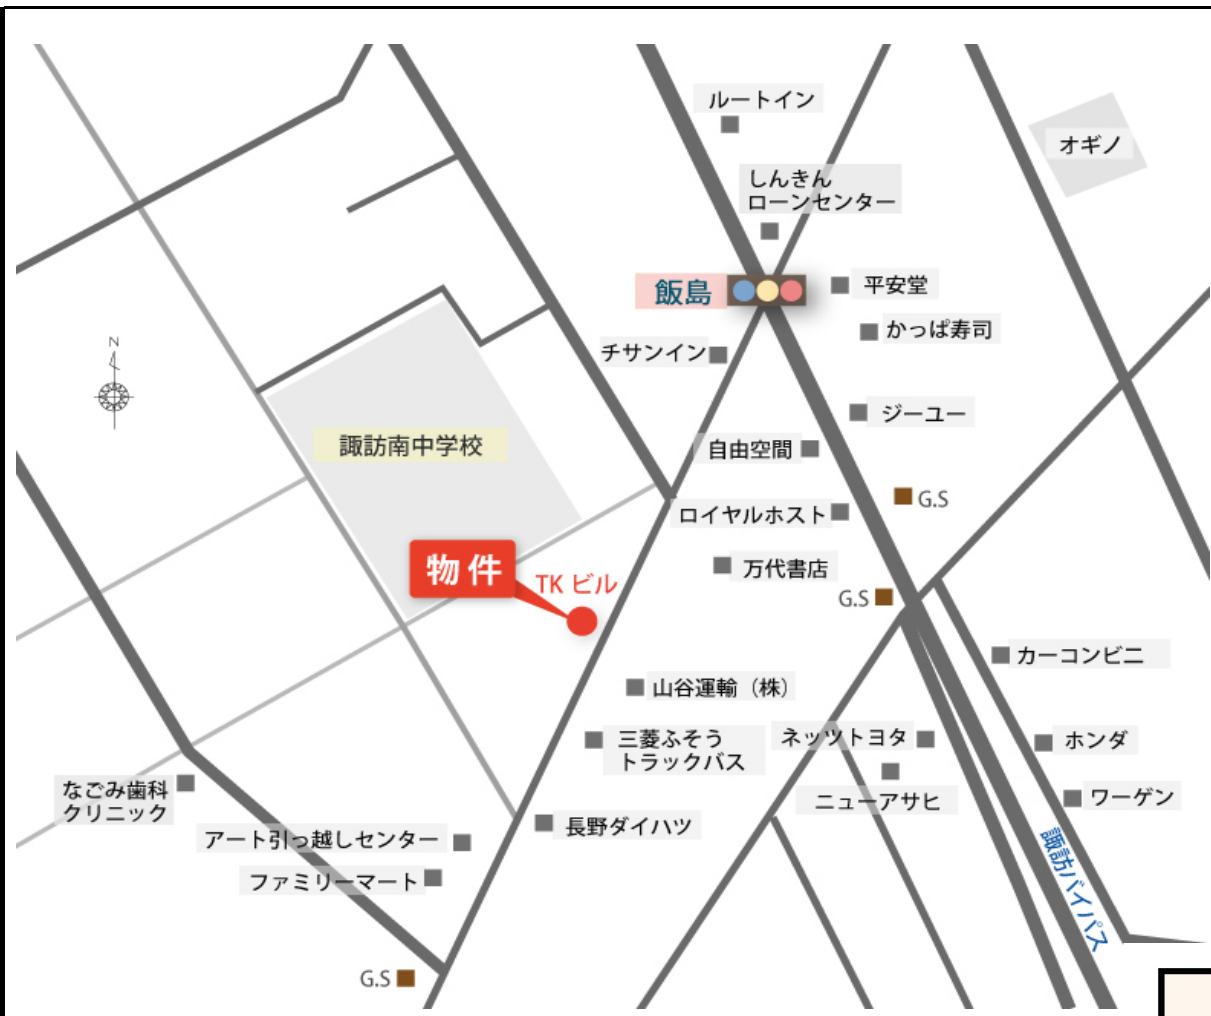 ルートイン
オギノ
しんきん
ローンセンター
飯島
平安堂
かっぱ寿司
N
チサンイン
ジーユー
諏訪南中学校
自由空間
G.S
ロイヤルホスト
物件
TK ビル
万代書店
G.S
カーコンビニ
山谷運輸（株）
三菱ふそう
トラックバス
ネッツトヨタ
ホンダ
なごみ歯科
クリニック
ニューアサヒ
ワーゲン
アート引っ越しセンター
長野ダイハツ
ファミリーマート
諏訪バイパス
G.S